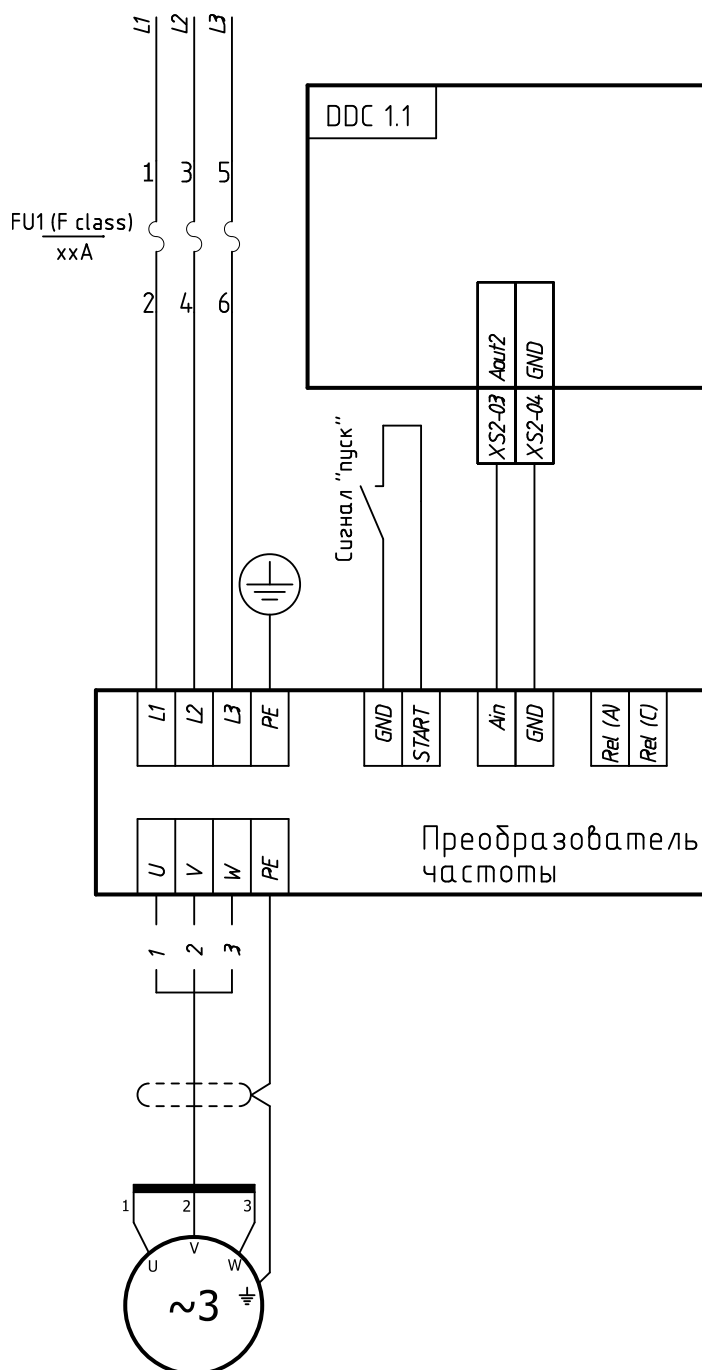 L1 L2 L3
DDC 1.1
1 3 5
FU1 (F class)
xxA
2 4 6
Aout2 GND
XS2-03 XS2-04
Сигнал "пуск"
L1 L2 L3 PE
GND START
Ain GND
Rel (A) Rel (C)
Преобразователь
частоты
U V W PE
1 2 3
1 2 3
U V W
~3